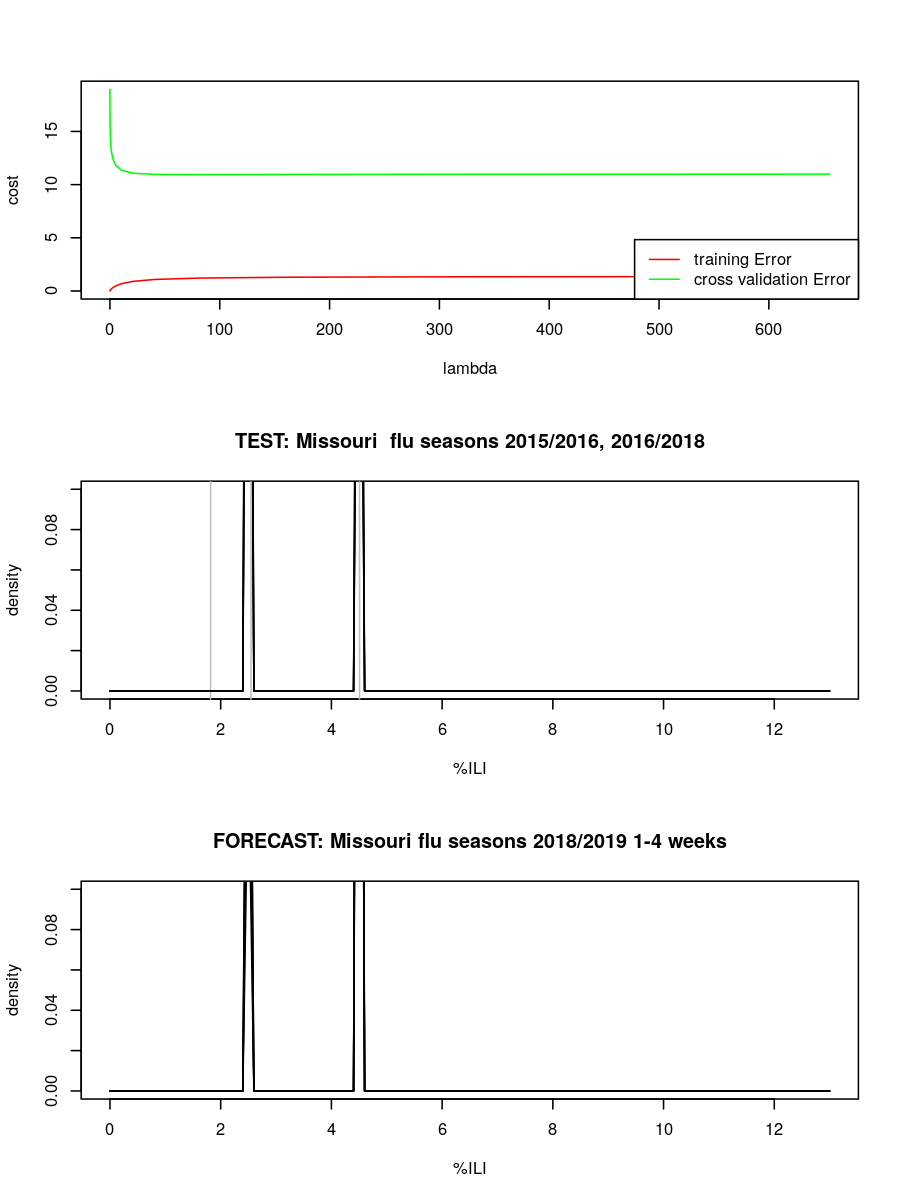 15
10
5
0
cost
training Error
cross validation Error
0 100 200 300 400 500 600
lambda
TEST: Missouri  flu seasons 2015/2016, 2016/2018
0.08
0.04
0.00
density
0 2 4 6 8 10 12
%ILI
FORECAST: Missouri flu seasons 2018/2019 1-4 weeks
0.08
0.04
0.00
density
0 2 4 6 8 10 12
%ILI